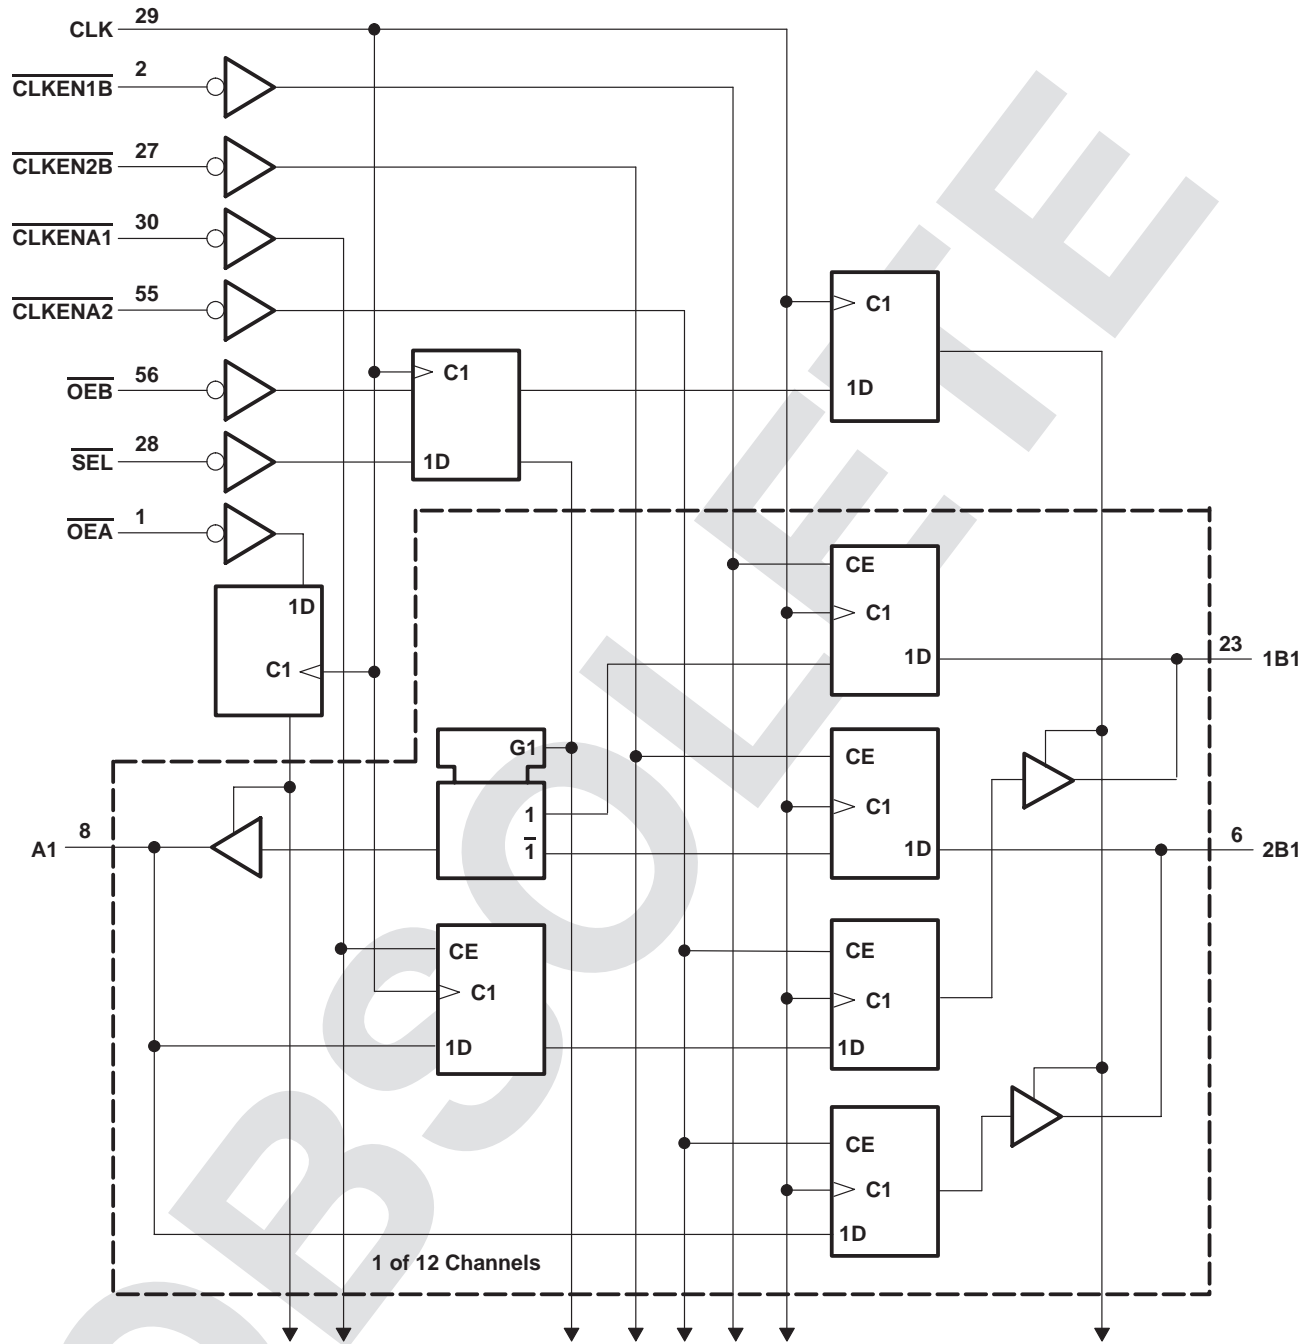 CLK 29
CLKEN1B 2
CLKEN2B 27
CLKENA1 30
CLKENA2 55
OEB 56
SEL 28
OEA 1
C1
1D
C1
1D
1D
C1
CE
C1
1D
23 1B1
G1
1
1
CE
C1
1D
A1 8
6 2B1
CE
C1
1D
CE
C1
1D
CE
C1
1D
1 of 12 Channels
OBSOLETE